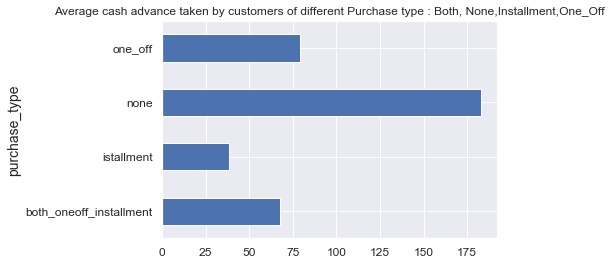 Average cash advance taken by customers of different Purchase type : Both, None,Installment,One_Off
one_off
none
istallment
both_oneoff_installment
purchase_type
0 25 50 75 100 125 150 175